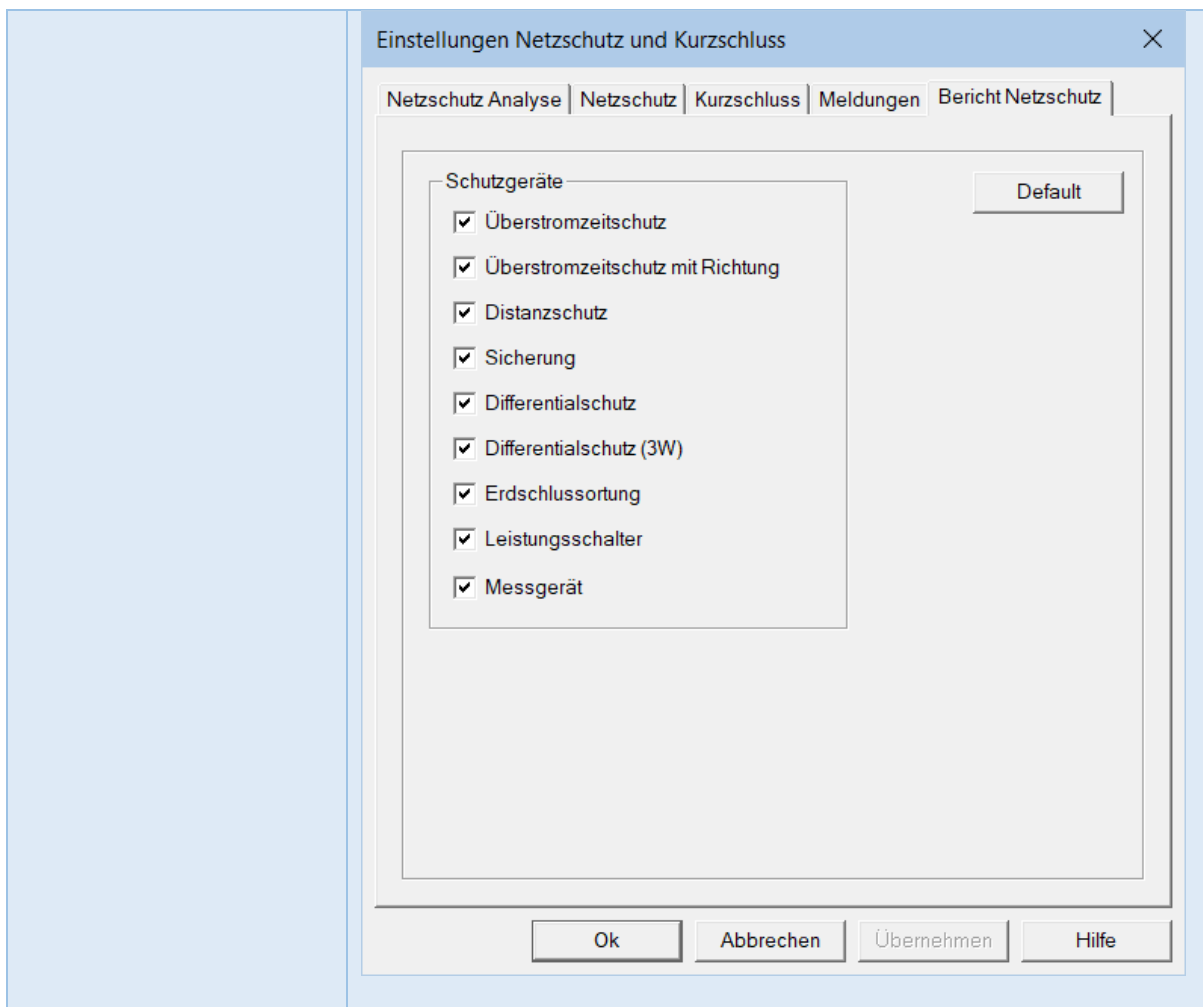 Einstellungen Netzschutz und Kurzschluss
Netzschutz Analyse Netzschutz Kurzschluss Meldungen Bericht Netzschutz
Schutzgeräte
Default
Überstromzeitschutz
Überstromzeitschutz mit Richtung
Distanzschutz
Sicherung
Differentialschutz
Differentialschutz (3W)
Erdschlussortung
Leistungsschalter
Messgerät
Ok Abbrechen Übernehmen Hilfe